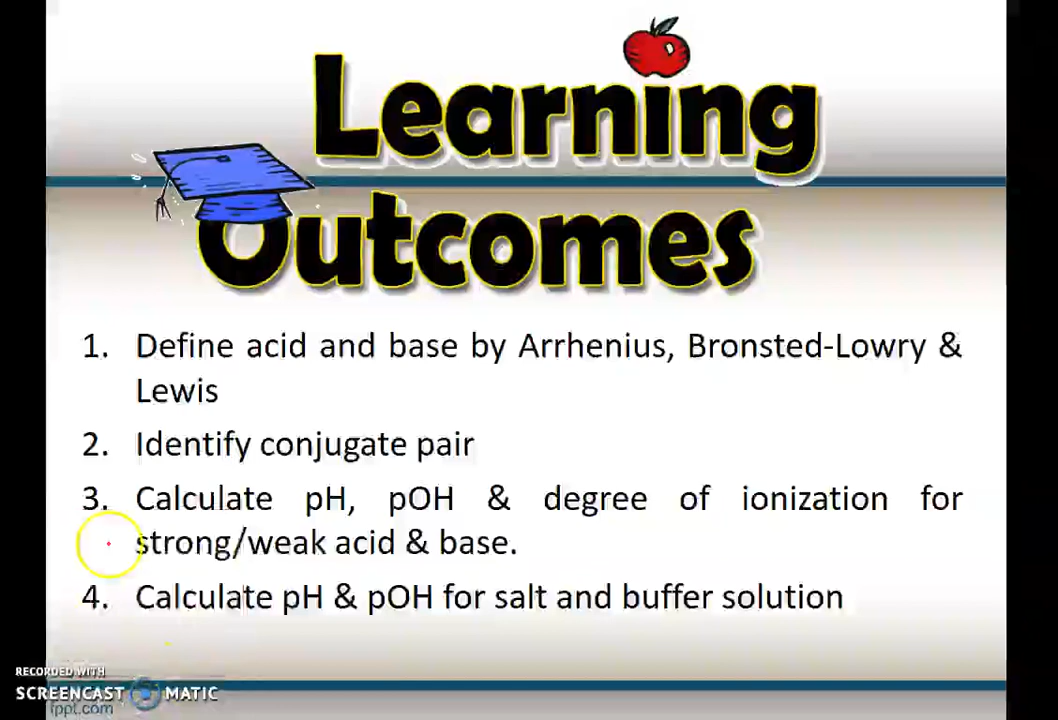 Learning
Outcomes
1. Define acid and base by Arrhenius, Bronsted-Lowry &
Lewis
2. Identify conjugate pair
3. Calculate pH, pOH & degree of ionization for
strong/weak acid & base.
4. Calculate pH & pOH for salt and buffer solution
RECORDED WITH
SCREENCAST MATIC
fppt.com